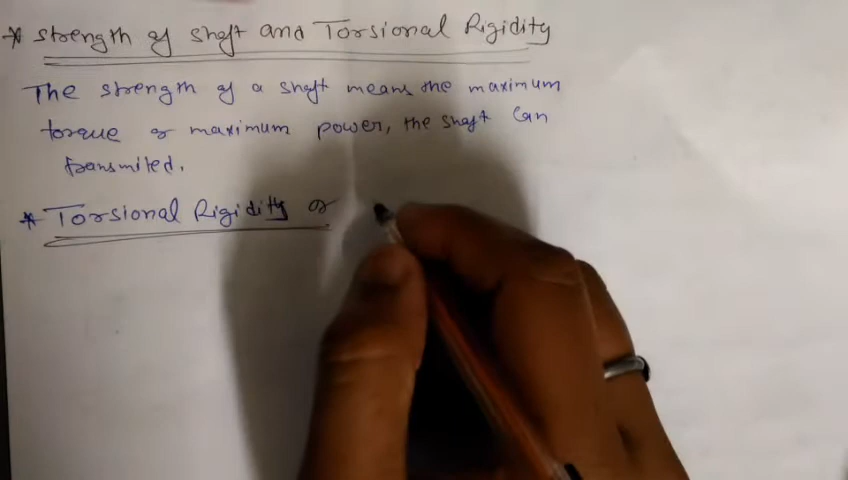 * Strength of shaft and Torsional Rigidity
The strength of a shaft means the maximum
torque or maximum power, the shaft can
transmited.
* Torsional Rigidity or